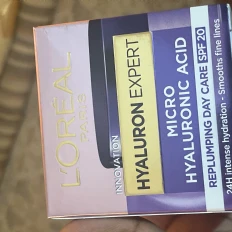 L'ORÉAL
PARIS
INNOVATION
HYALURON EXPERT
MICRO
HYALURONIC ACID
REPLUMPING DAY CARE SPF 20
24H intense hydration - Smooths fine lines